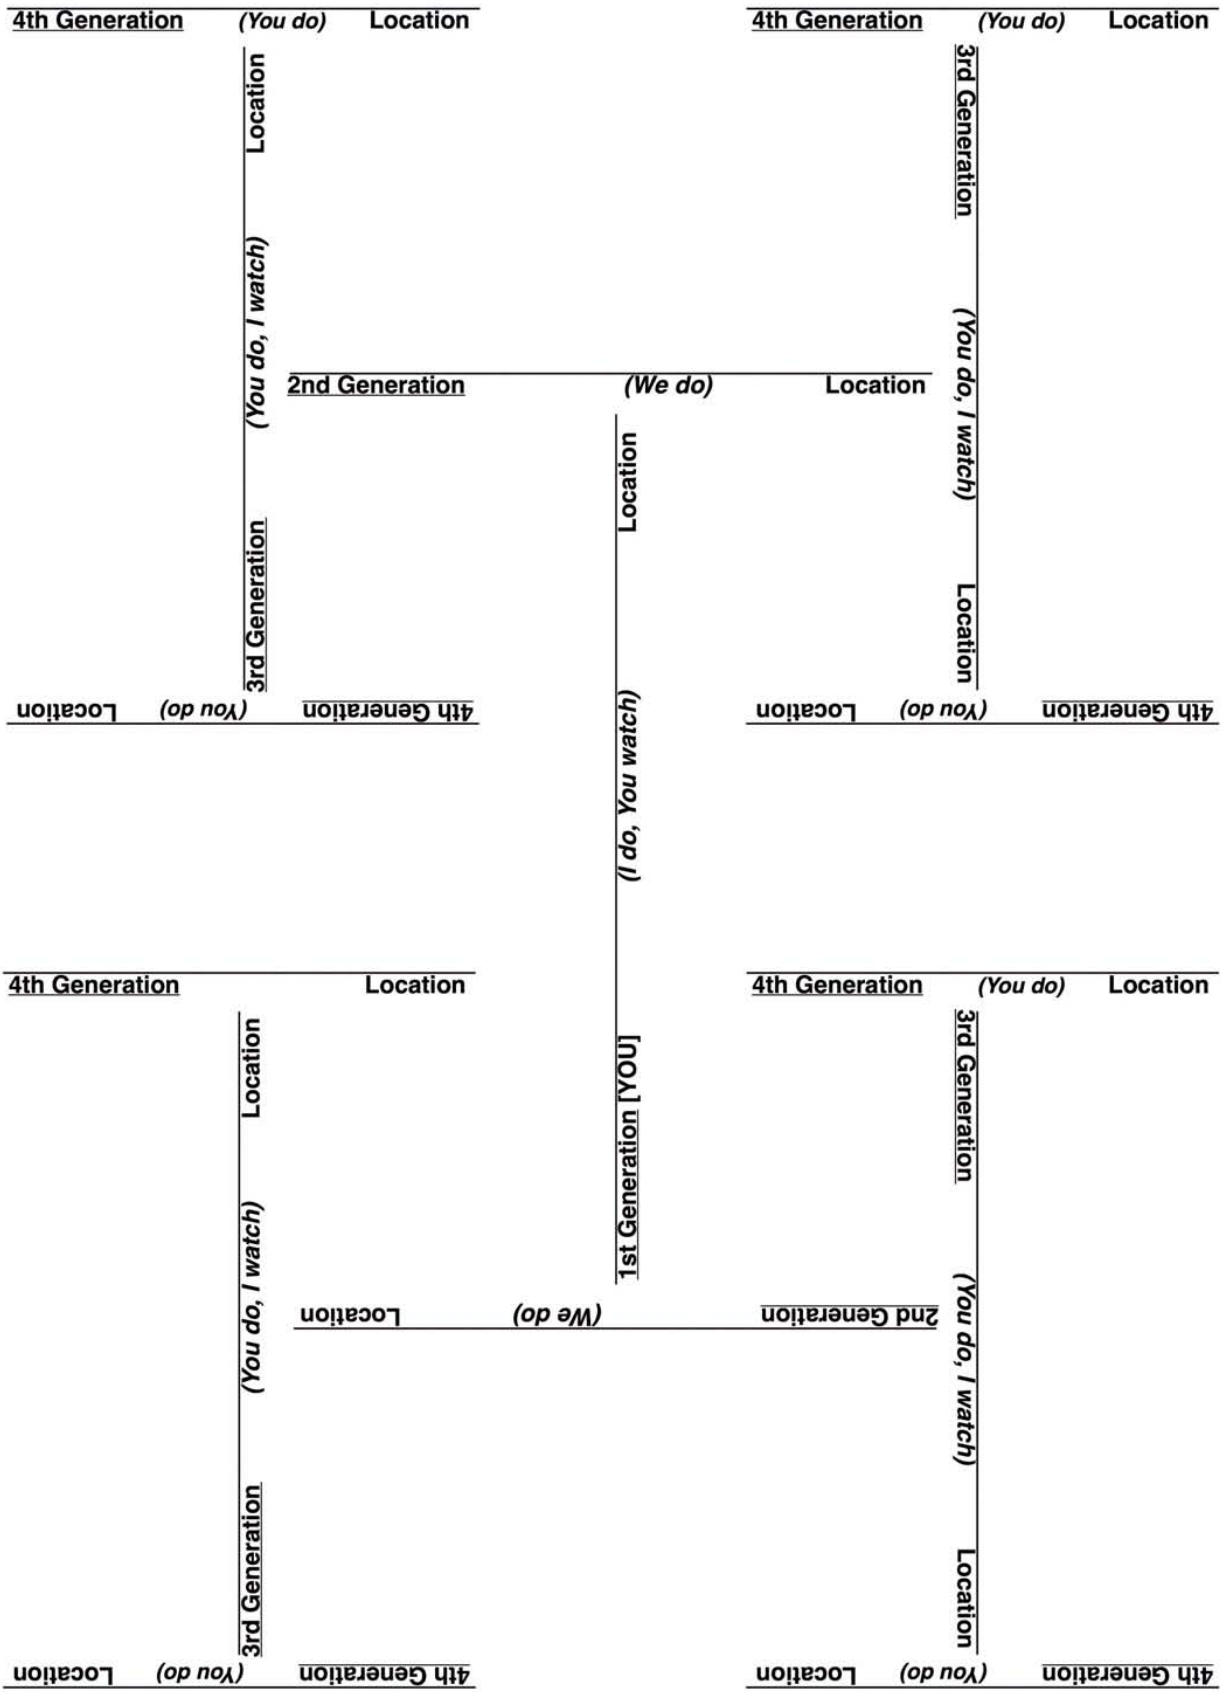 4th Generation (You do) Location
4th Generation (You do) Location
Location (You do, I watch) 3rd Generation
3rd Generation (You do, I watch) Location
2nd Generation (We do) Location
4th Generation (You do) Location
4th Generation (You do) Location
1st Generation [YOU] (I do, You watch) Location
4th Generation Location
4th Generation (You do) Location
3rd Generation (You do, I watch) Location
3rd Generation (You do, I watch) Location
2nd Generation (We do) Location
4th Generation (You do) Location
4th Generation (You do) Location